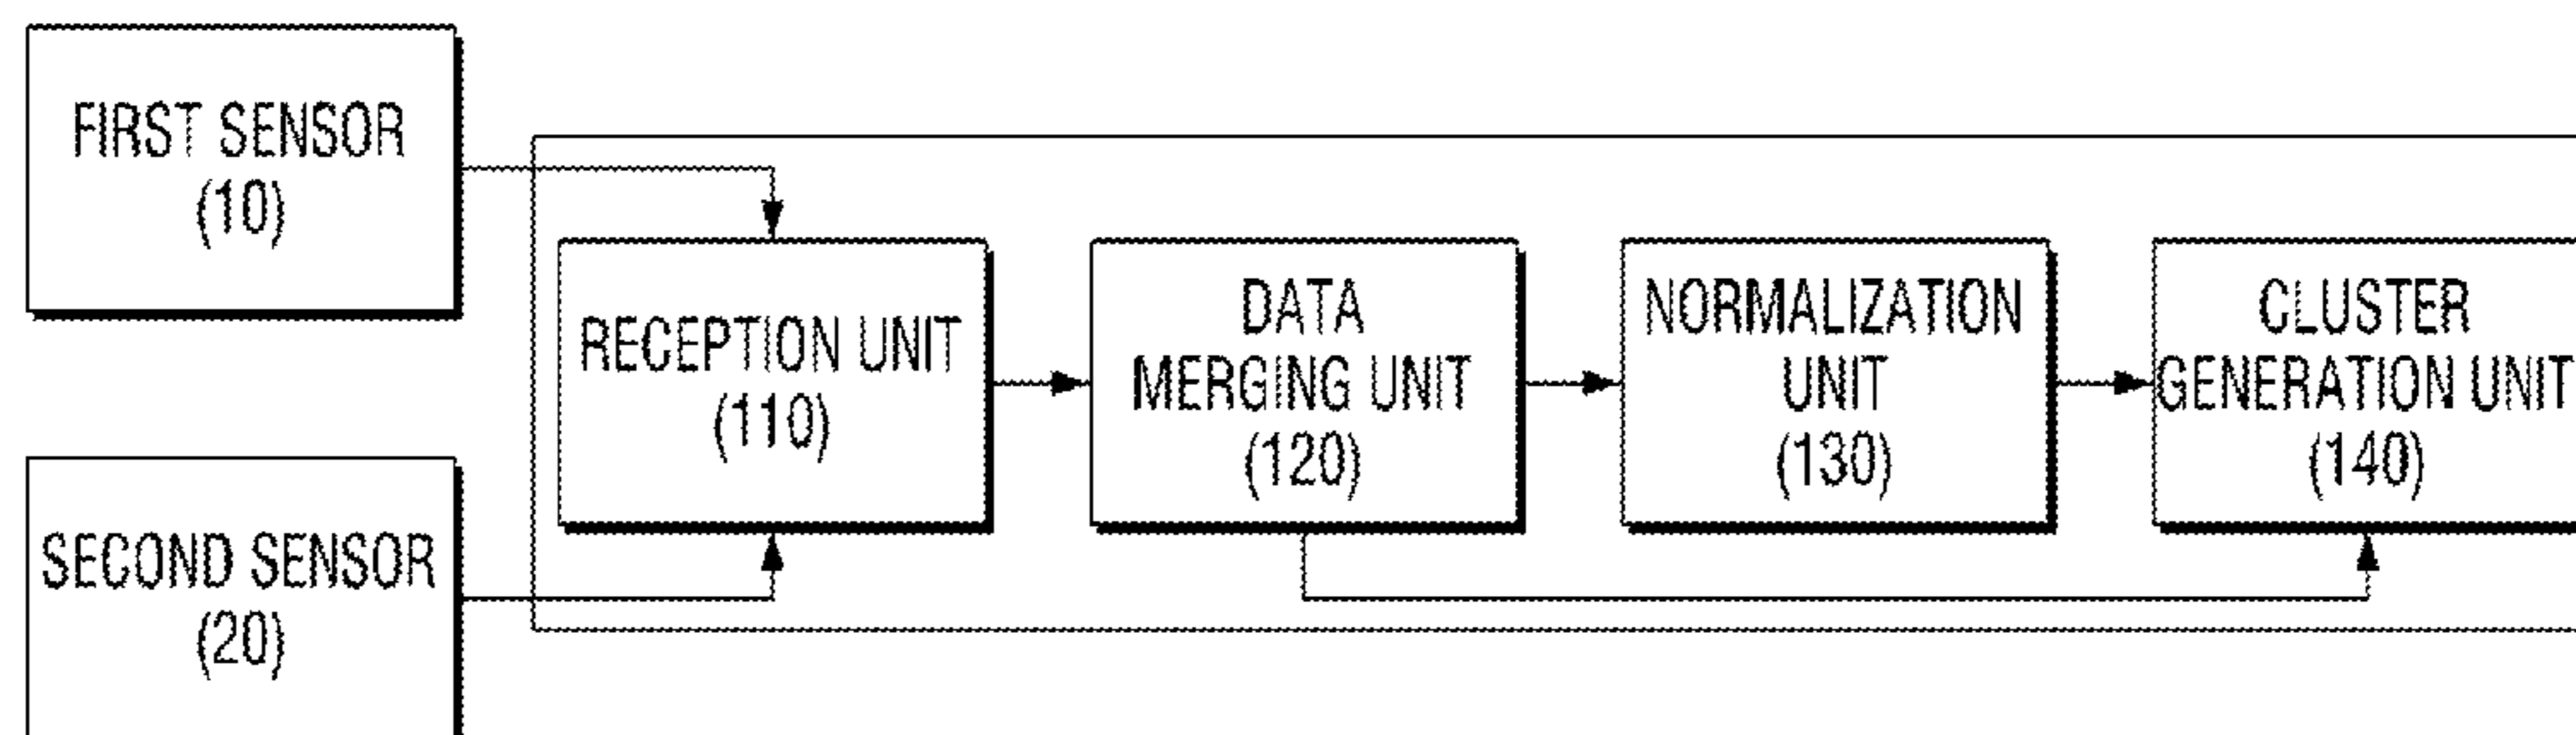 FIRST SENSOR
(10)
RECEPTION UNIT
(110)
DATA
MERGING UNIT
(120)
NORMALIZATION
UNIT
(130)
CLUSTER
GENERATION UNIT
(140)
SECOND SENSOR
(20)